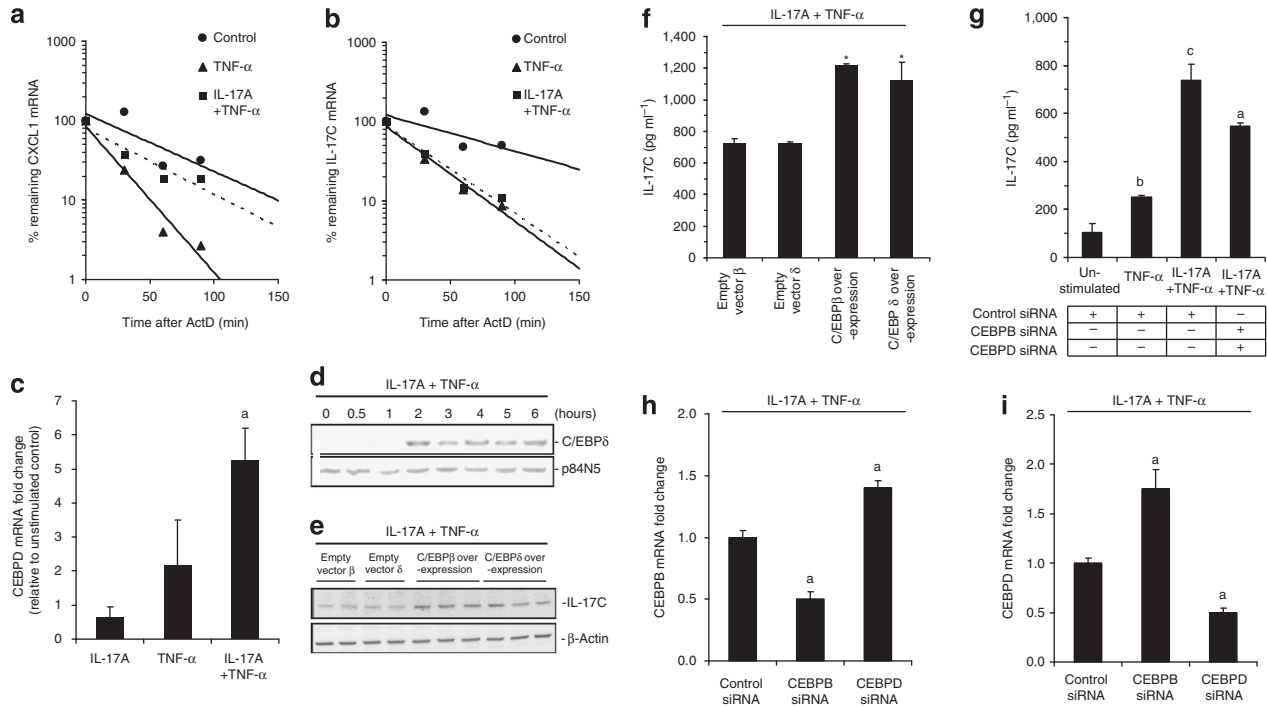 a
1000
100
10
1
% remaining CXCL1 mRNA
0
50
100
150
Time after ActD (min)
Control
TNF-α
IL-17A
+TNF-α
b
1000
100
10
1
% remaining IL-17C mRNA
0
50
100
150
Time after ActD (min)
Control
TNF-α
IL-17A
+TNF-α
c
CEBPD mRNA fold change
(relative to unstimulated control)
7
6
5
4
3
2
1
0
a
IL-17A
TNF-α
IL-17A
+TNF-α
d
IL-17A + TNF-α
0 0.5 1 2 3 4 5 6 (hours)
C/EBPδ
p84N5
e
IL-17A + TNF-α
Empty
vector β
Empty
vector δ
C/EBPβ over
-expression
C/EBPδ over
-expression
-IL-17C
-β-Actin
f
IL-17A + TNF-α
IL-17C (pg ml⁻¹)
1,400
1,200
1,000
800
600
400
200
0
*
*
Empty
vector β
Empty
vector δ
C/EBPβ over
-expression
C/EBP δ over
-expression
g
IL-17C (pg ml⁻¹)
1,000
800
600
400
200
0
b
c
a
Un-
stimulated
TNF-α
IL-17A
+TNF-α
IL-17A
+TNF-α
Control siRNA + + + −
CEBPB siRNA − − − +
CEBPD siRNA − − − +
h
IL-17A + TNF-α
CEBPB mRNA fold change
2.0
1.5
1.0
0.5
0.0
a
a
Control
siRNA
CEBPB
siRNA
CEBPD
siRNA
i
IL-17A + TNF-α
CEBPD mRNA fold change
2.5
2.0
1.5
1.0
0.5
0.0
a
a
Control
siRNA
CEBPB
siRNA
CEBPD
siRNA